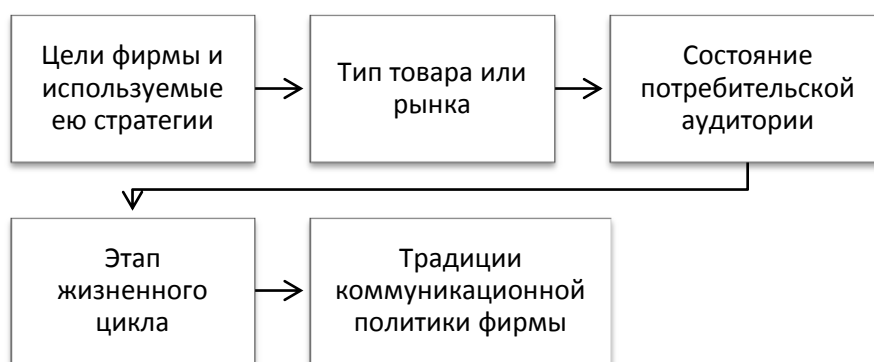 Цели фирмы и
используемые
ею стратегии
Тип товара или
рынка
Состояние
потребительской
аудитории
Этап
жизненного
цикла
Традиции
коммуникационной
политики фирмы